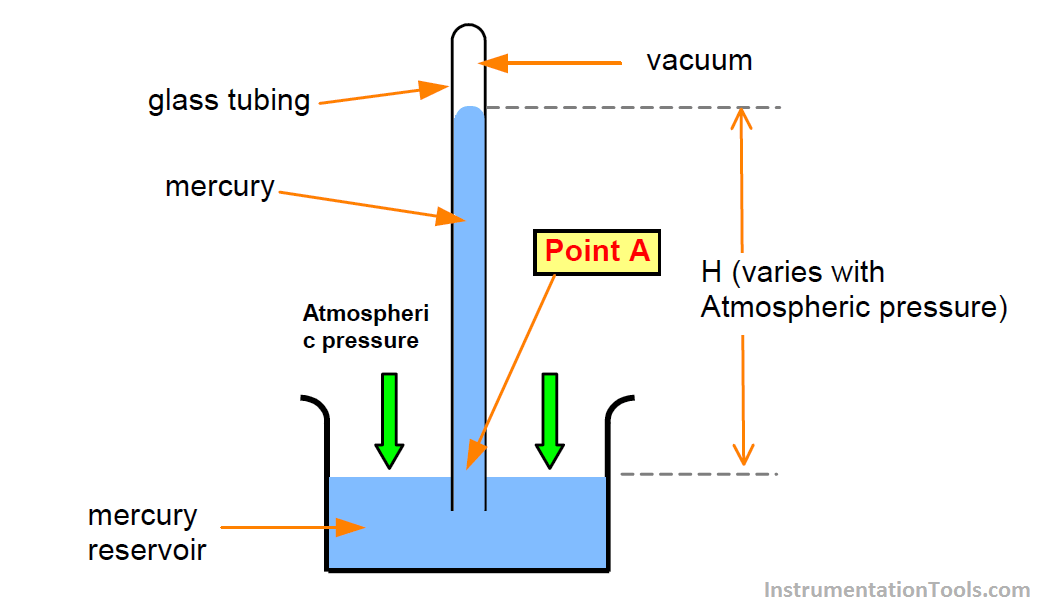 vacuum
glass tubing
mercury
Point A
H (varies with
Atmospheric pressure)
Atmospheri
c pressure
mercury
reservoir
InstrumentationTools.com